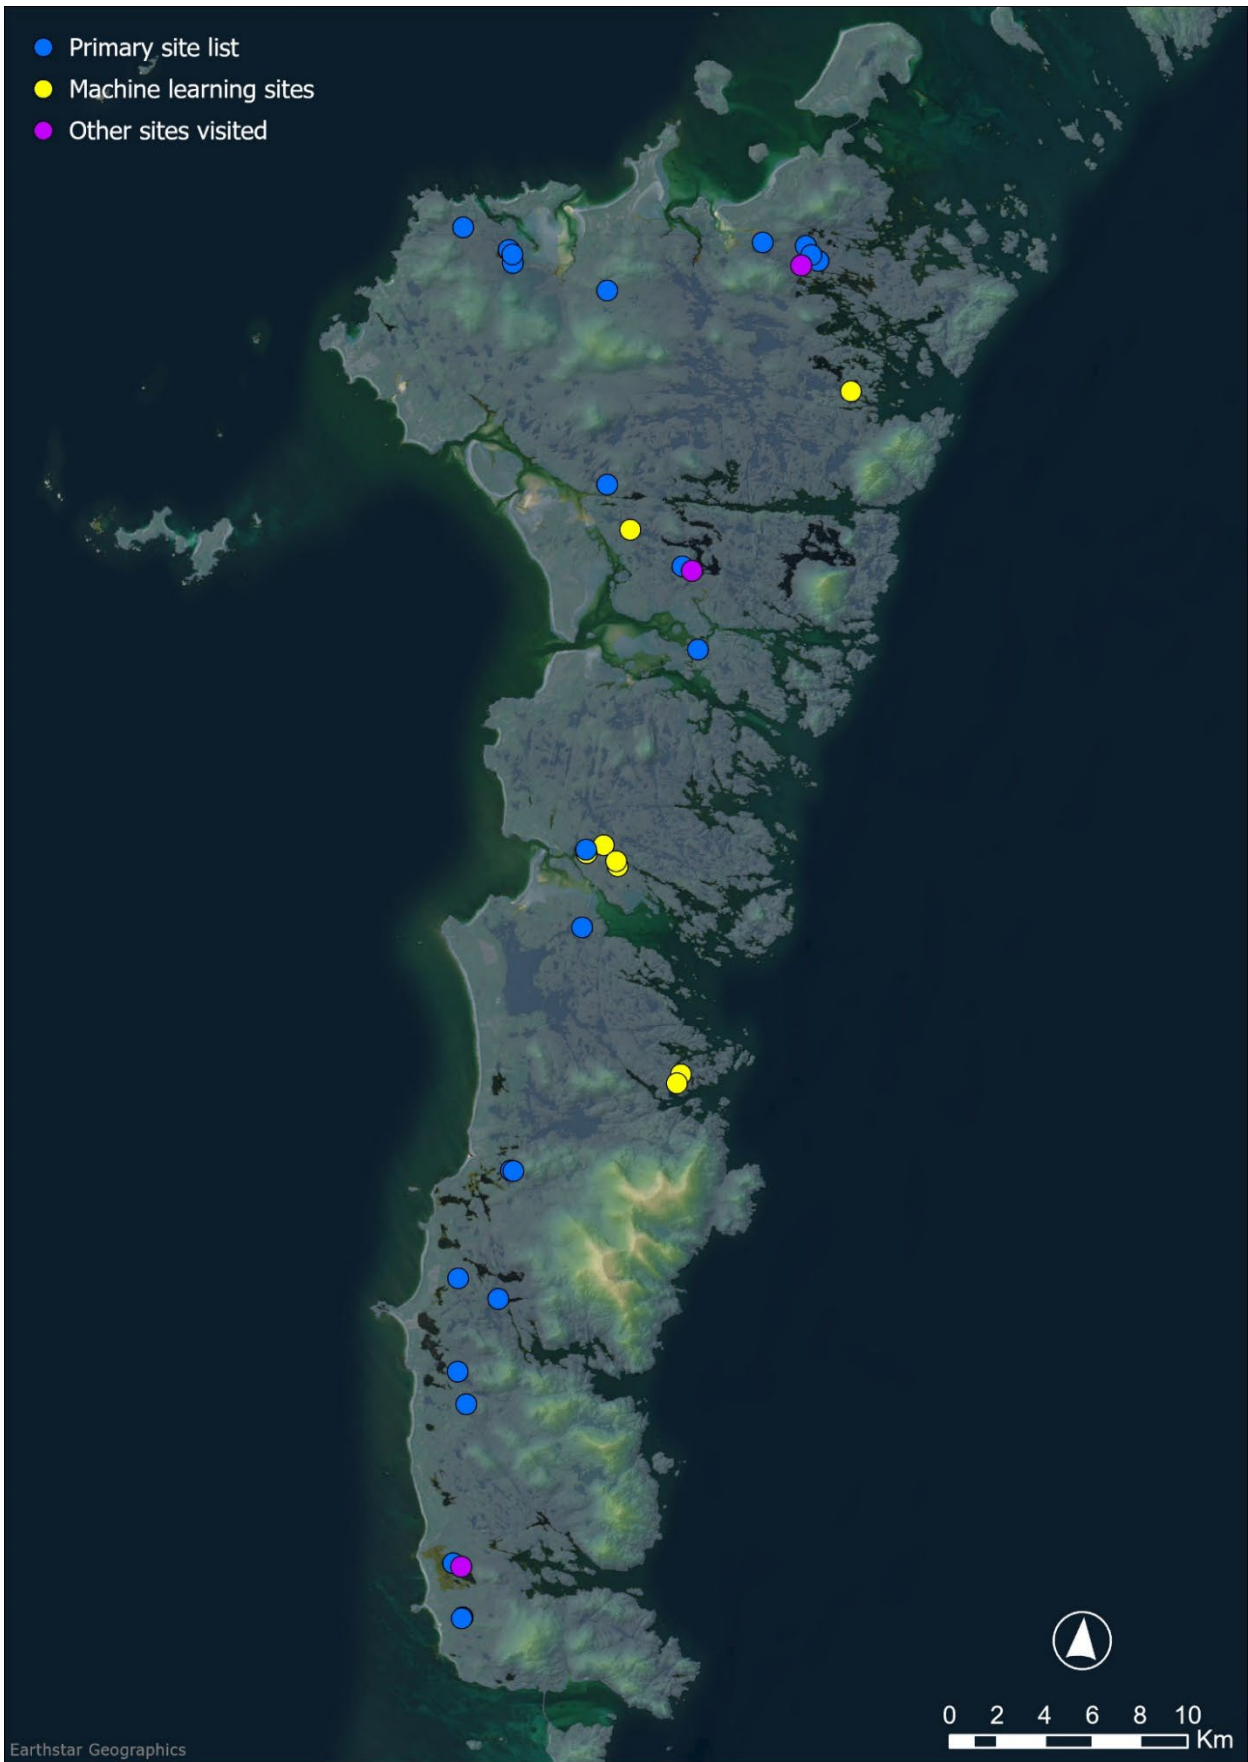 Primary site list
Machine learning sites
Other sites visited
0 2 4 6 8 10
Km
Earthstar Geographics